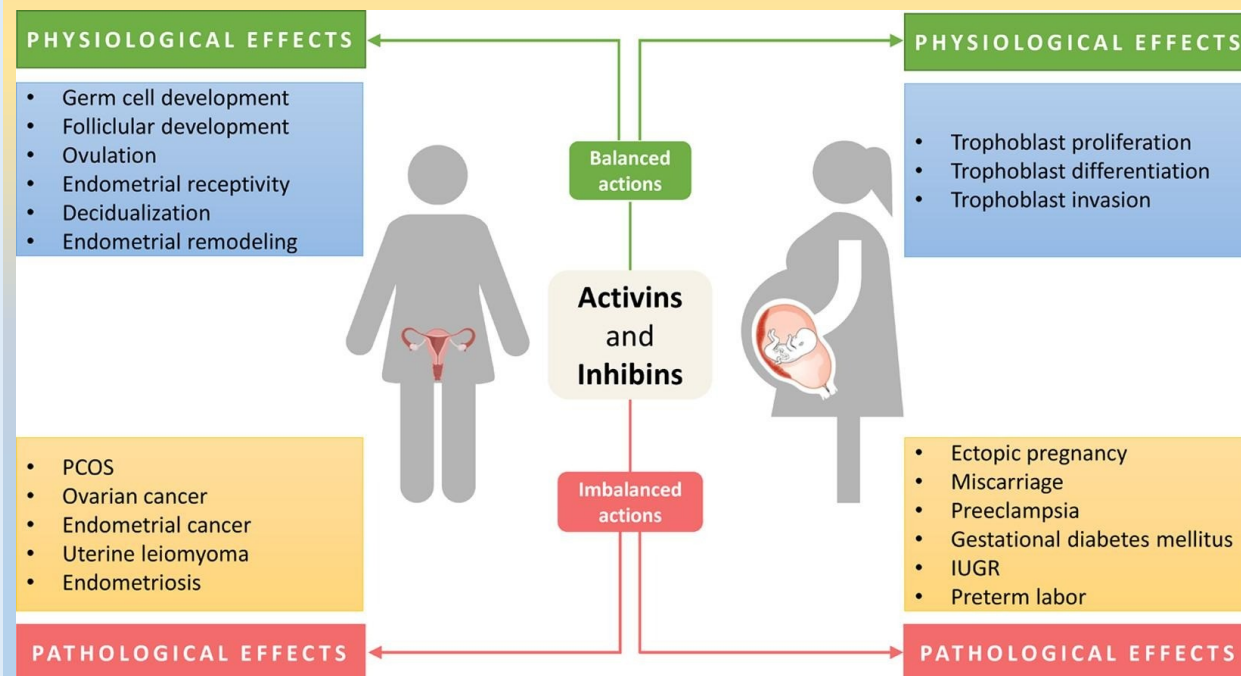 PHYSIOLOGICAL EFFECTS
• Germ cell development
• Follicular development
• Ovulation
• Endometrial receptivity
• Decidualization
• Endometrial remodeling
Balanced
actions
PHYSIOLOGICAL EFFECTS
• Trophoblast proliferation
• Trophoblast differentiation
• Trophoblast invasion
Activins
and
Inhibins
• PCOS
• Ovarian cancer
• Endometrial cancer
• Uterine leiomyoma
• Endometriosis
PATHOLOGICAL EFFECTS
Imbalanced
actions
• Ectopic pregnancy
• Miscarriage
• Preeclampsia
• Gestational diabetes mellitus
• IUGR
• Preterm labor
PATHOLOGICAL EFFECTS